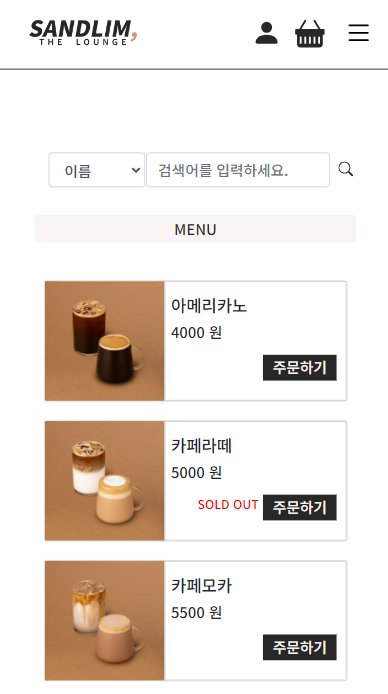 SANDLIM,
THE LOUNGE
이름
검색어를 입력하세요.
MENU
아메리카노
4000 원
주문하기
카페라떼
5000 원
SOLD OUT 주문하기
카페모카
5500 원
주문하기